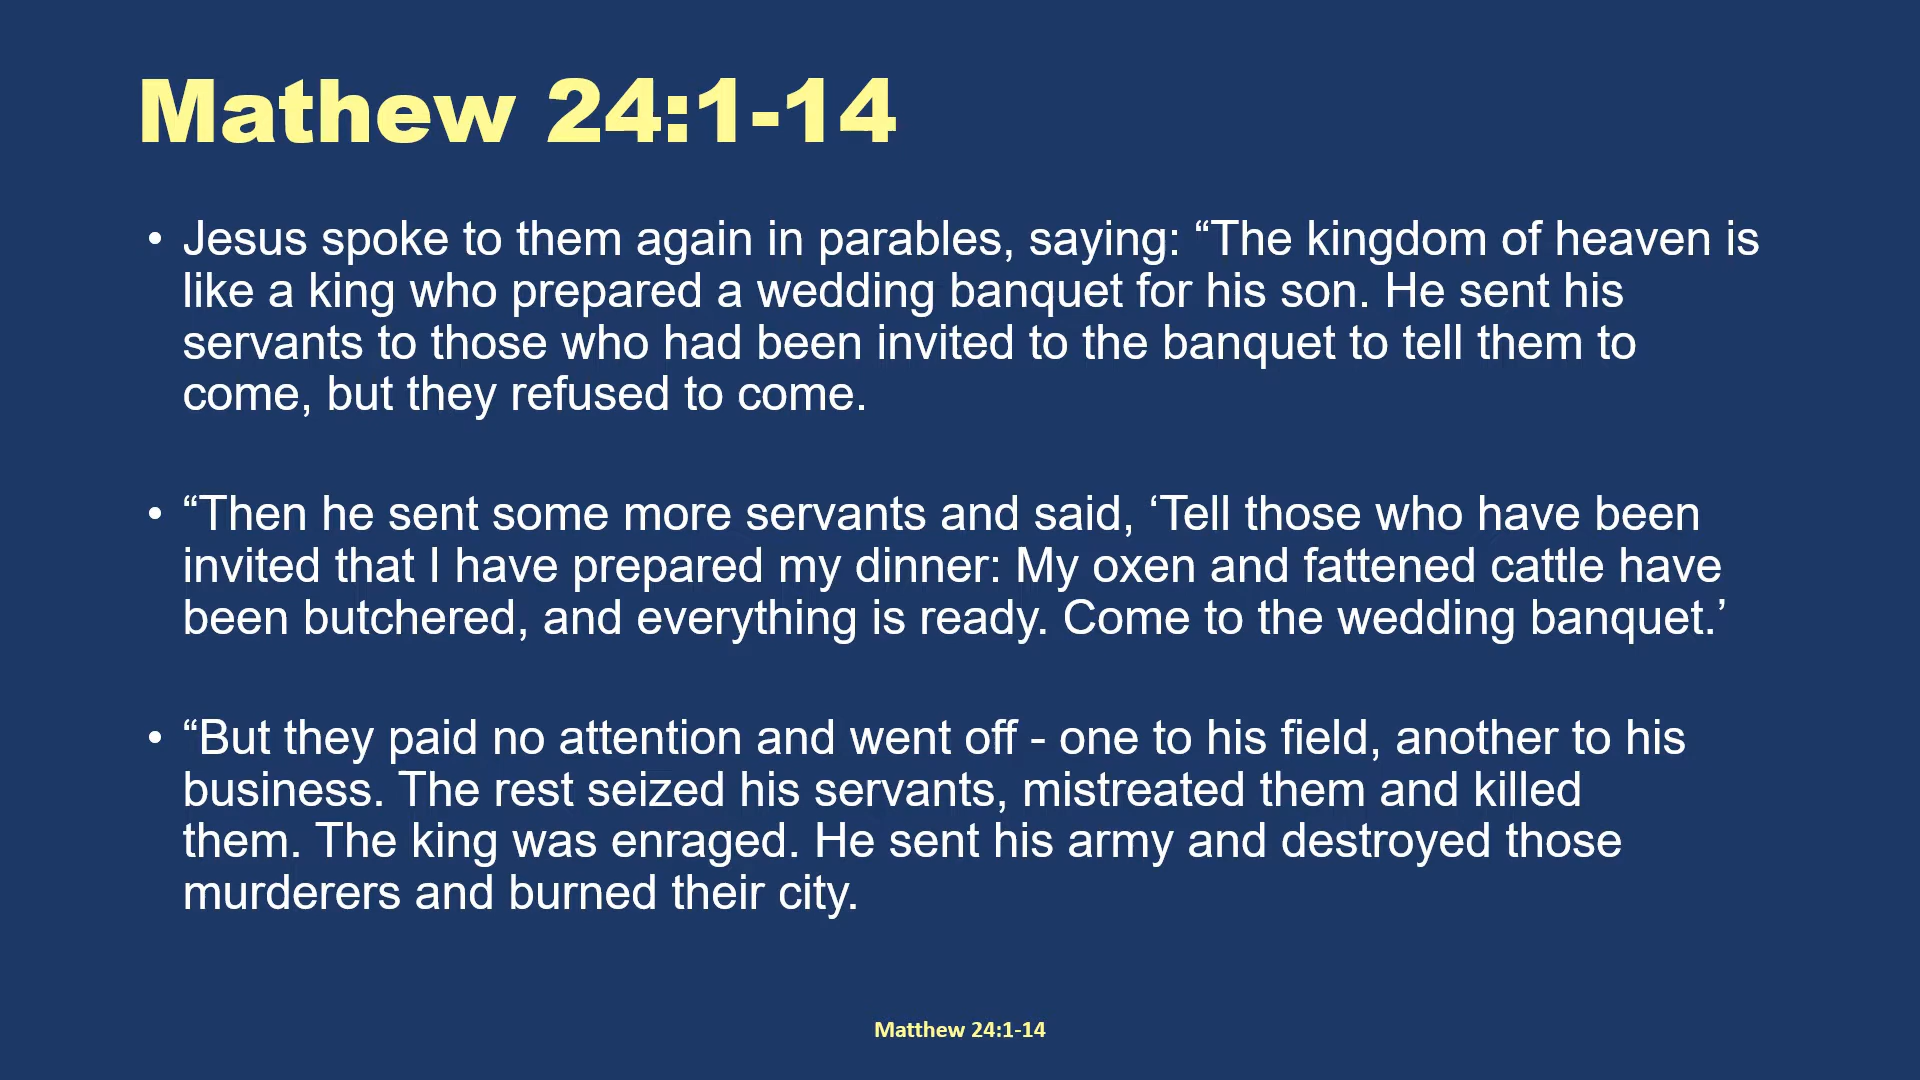 Mathew 24:1-14
• Jesus spoke to them again in parables, saying: “The kingdom of heaven is
like a king who prepared a wedding banquet for his son. He sent his
servants to those who had been invited to the banquet to tell them to
come, but they refused to come.
• “Then he sent some more servants and said, ‘Tell those who have been
invited that I have prepared my dinner: My oxen and fattened cattle have
been butchered, and everything is ready. Come to the wedding banquet.’
• “But they paid no attention and went off - one to his field, another to his
business. The rest seized his servants, mistreated them and killed
them. The king was enraged. He sent his army and destroyed those
murderers and burned their city.
Matthew 24:1-14